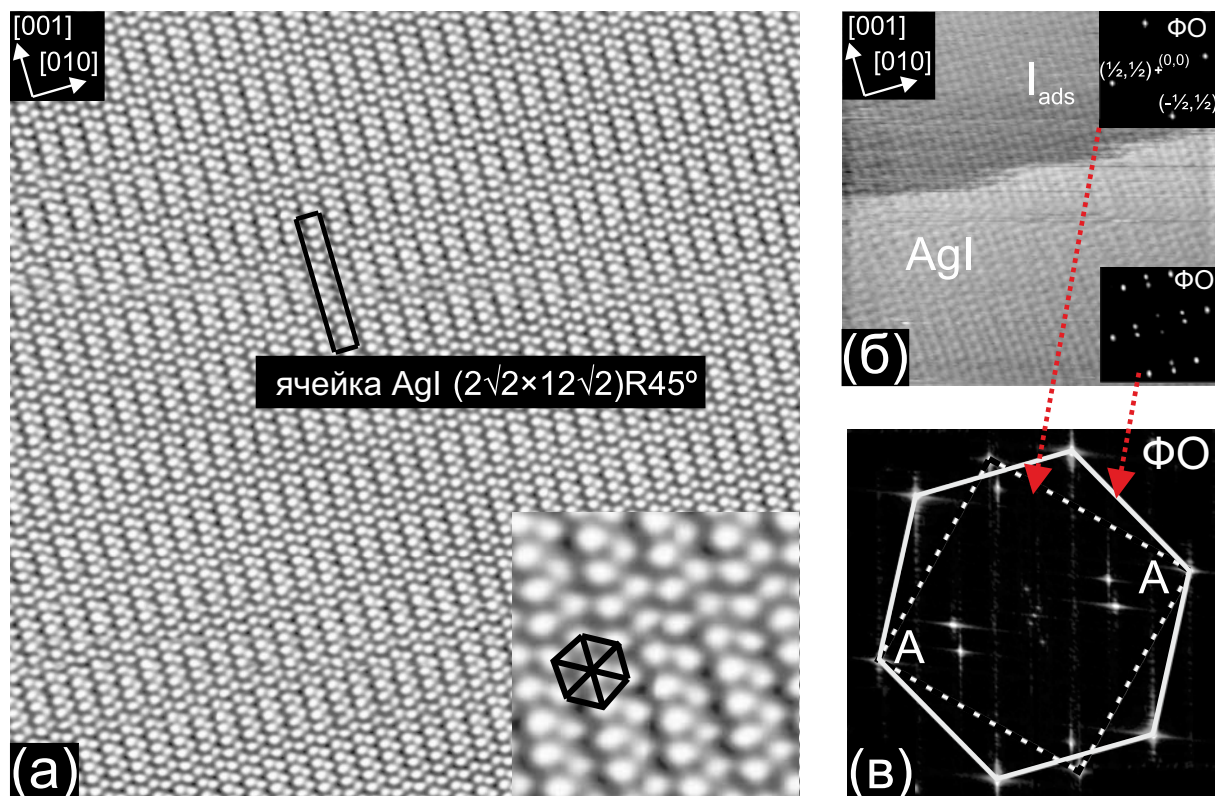 [001]
[010]
ячейка AgI (2√2×12√2)R45º
(а)
[001]
[010]
I ads
ФО
(½,½) + (0,0)
(-½,½)
AgI
ФО
(б)
ФО
А
А
(в)